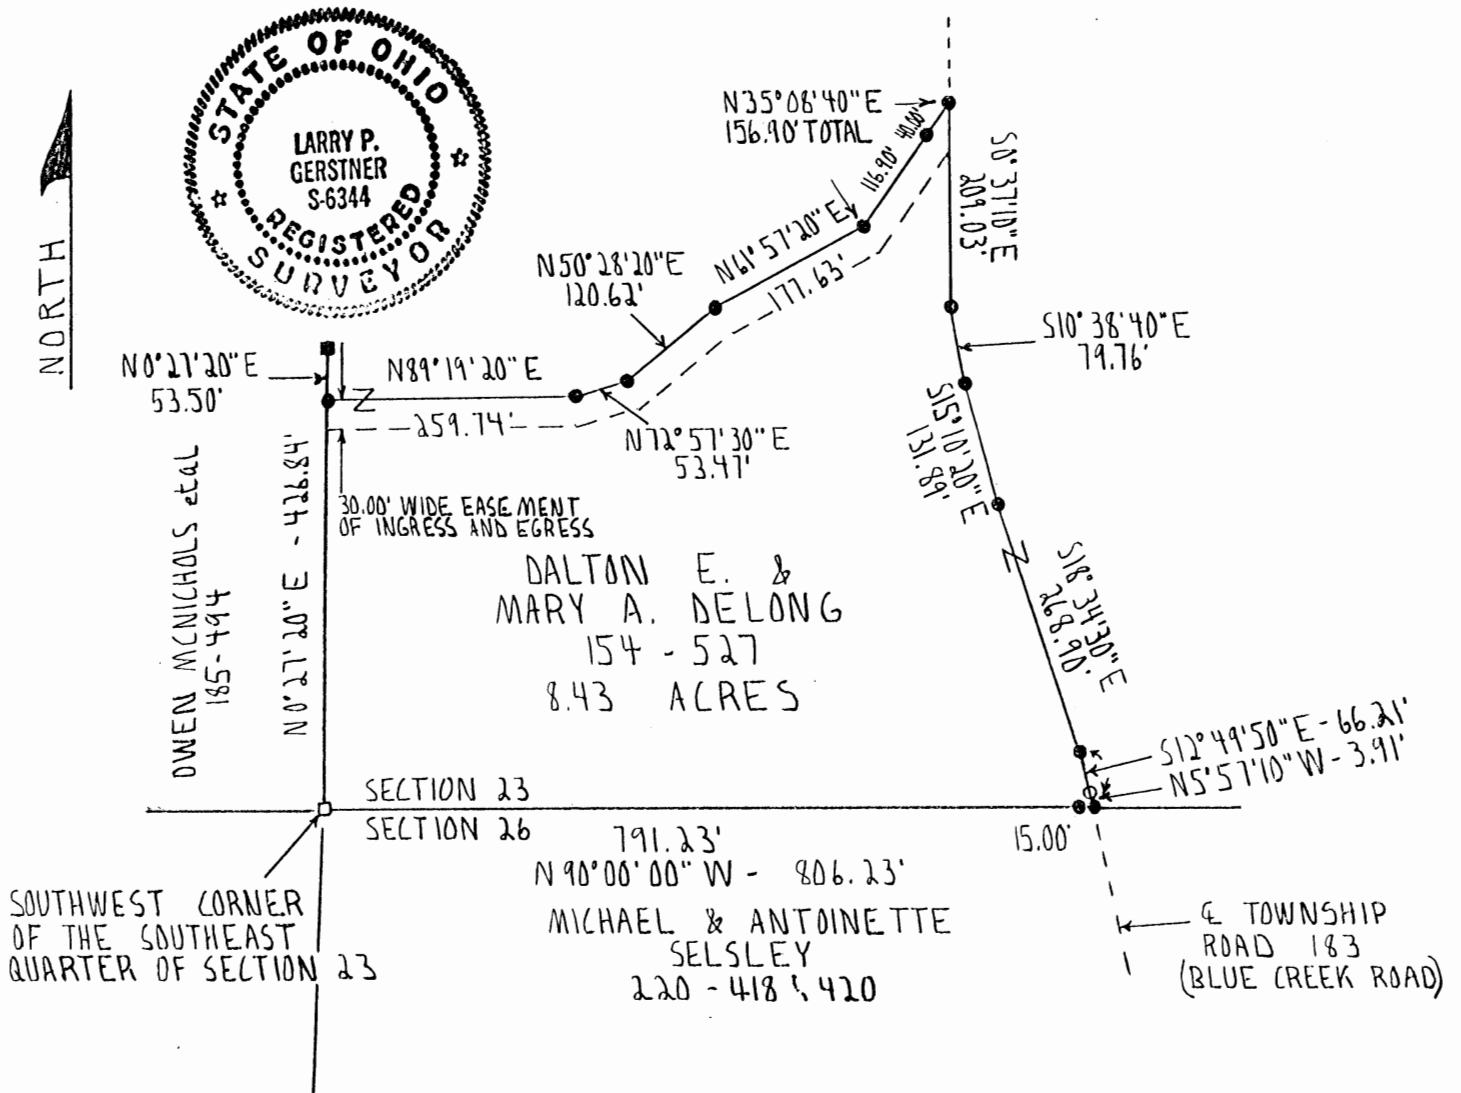 STATE OF OHIO
LARRY P.
GERSTNER
S-6344
REGISTERED
SURVEYOR
NORTH
N35°08'40"E
156.90' TOTAL
40.00'
116.90'
S0°37'10"E
209.03'
N61°57'20"E
177.63'
N50°28'20"E
120.62'
S10°38'40"E
79.76'
N0°27'20"E
53.50'
N89°19'20"E
259.74'
N72°57'30"E
53.47'
S15°10'20"E
131.89'
30.00' WIDE EASEMENT
OF INGRESS AND EGRESS
OWEN MCNICHOLS etal
185-494
N0°27'20"E - 426.84'
DALTON E. &
MARY A. DELONG
154 - 527
8.43 ACRES
S18°34'30"E
268.90'
S12°49'50"E - 66.21'
N5°57'10"W - 3.91'
SECTION 23
SECTION 26
791.23'
15.00'
N90°00'00"W - 806.23'
SOUTHWEST CORNER
OF THE SOUTHEAST
QUARTER OF SECTION 23
MICHAEL & ANTOINETTE
SELSLEY
220 - 418 & 420
℄ TOWNSHIP
ROAD 183
(BLUE CREEK ROAD)